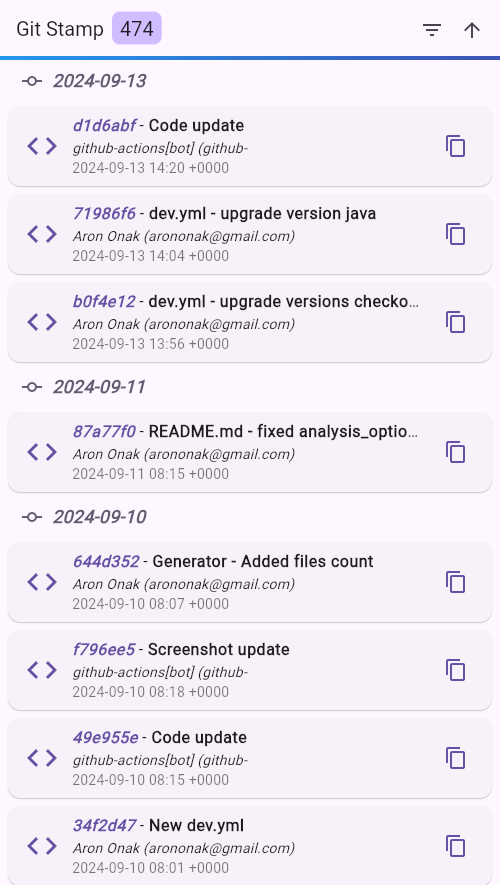 Git Stamp 474
2024-09-13
d1d6abf - Code update
github-actions[bot] (github-
2024-09-13 14:20 +0000
71986f6 - dev.yml - upgrade version java
Aron Onak (arononak@gmail.com)
2024-09-13 14:04 +0000
b0f4e12 - dev.yml - upgrade versions checko…
Aron Onak (arononak@gmail.com)
2024-09-13 13:56 +0000
2024-09-11
87a77f0 - README.md - fixed analysis_optio…
Aron Onak (arononak@gmail.com)
2024-09-11 08:15 +0000
2024-09-10
644d352 - Generator - Added files count
Aron Onak (arononak@gmail.com)
2024-09-10 08:07 +0000
f796ee5 - Screenshot update
github-actions[bot] (github-
2024-09-10 08:18 +0000
49e955e - Code update
github-actions[bot] (github-
2024-09-10 08:15 +0000
34f2d47 - New dev.yml
Aron Onak (arononak@gmail.com)
2024-09-10 08:01 +0000